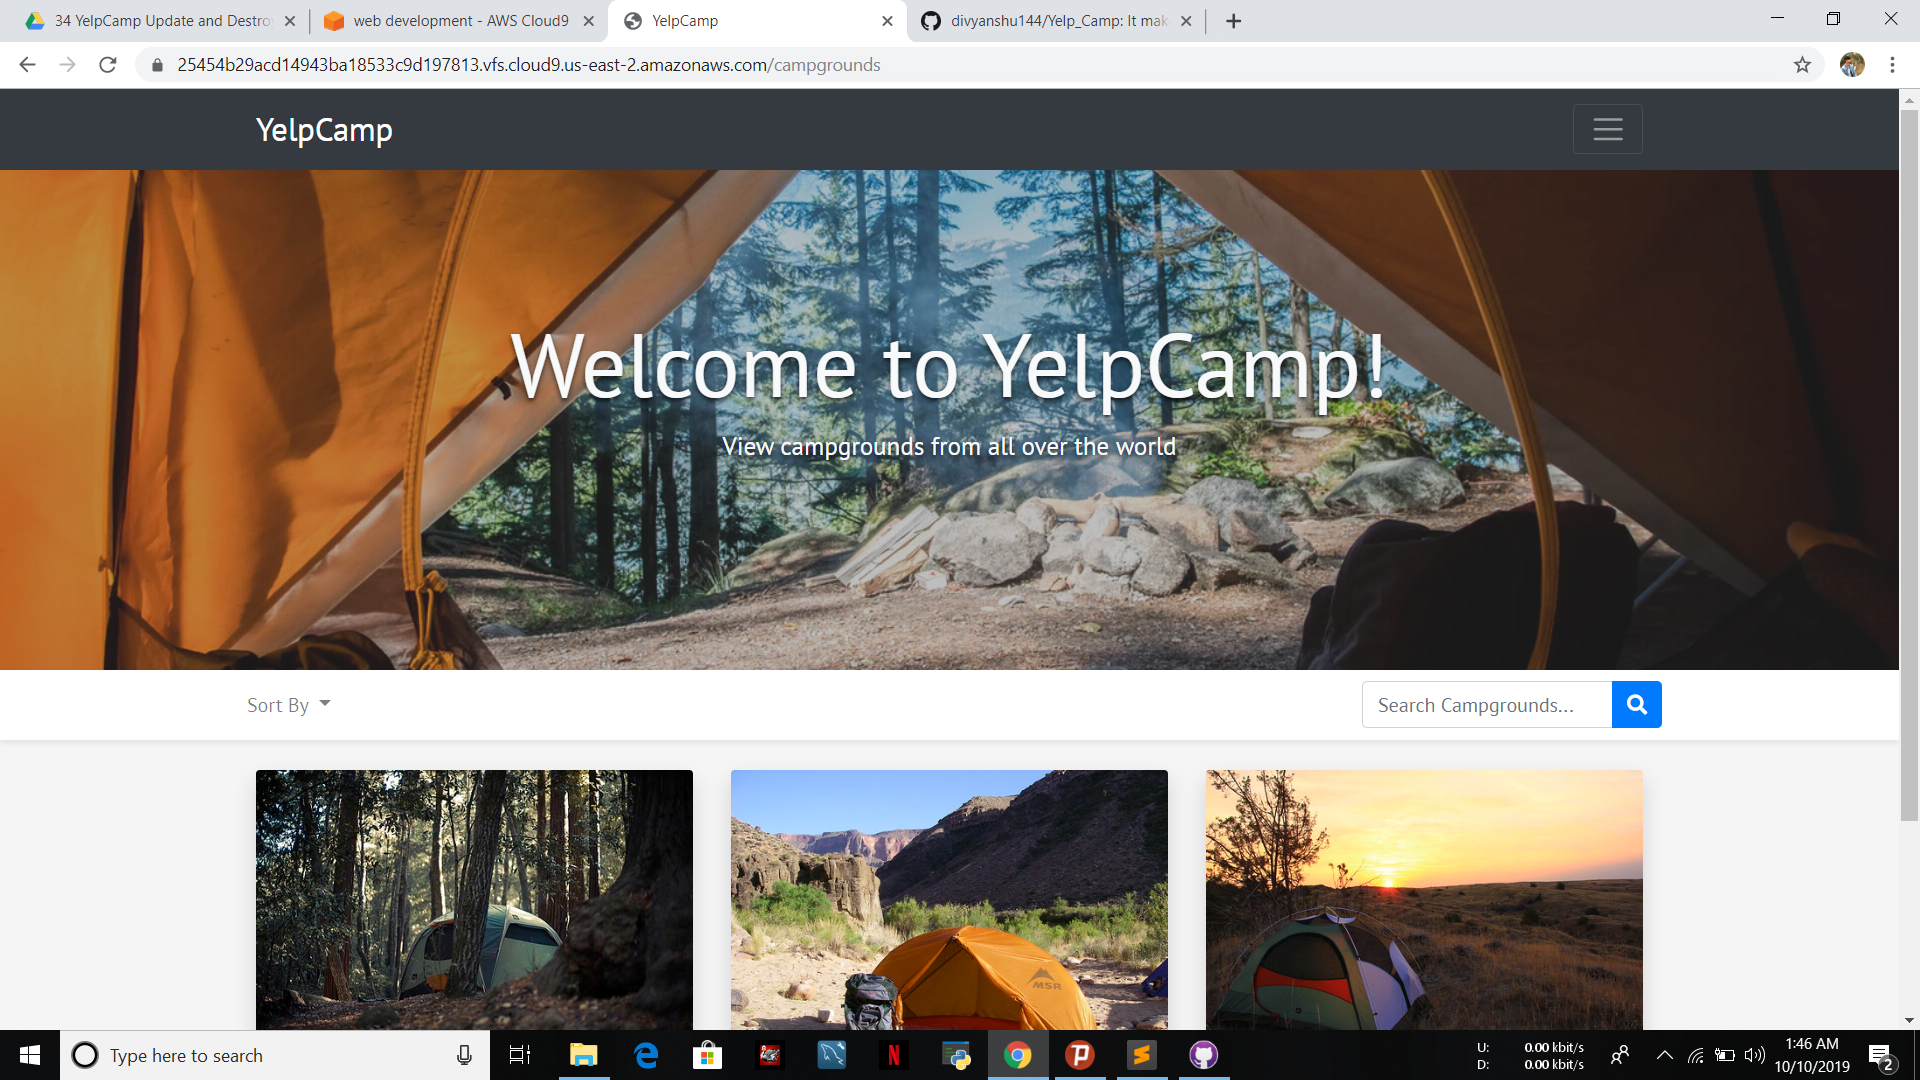 34 YelpCamp Update and Destro
web development - AWS Cloud9
YelpCamp
divyanshu144/Yelp_Camp: It mak
25454b29acd14943ba18533c9d197813.vfs.cloud9.us-east-2.amazonaws.com/campgrounds
YelpCamp
Welcome to YelpCamp!
View campgrounds from all over the world
Sort By
Search Campgrounds...
MSR
Type here to search
U: 0.00 kbit/s
D: 0.00 kbit/s
1:46 AM
10/10/2019
2